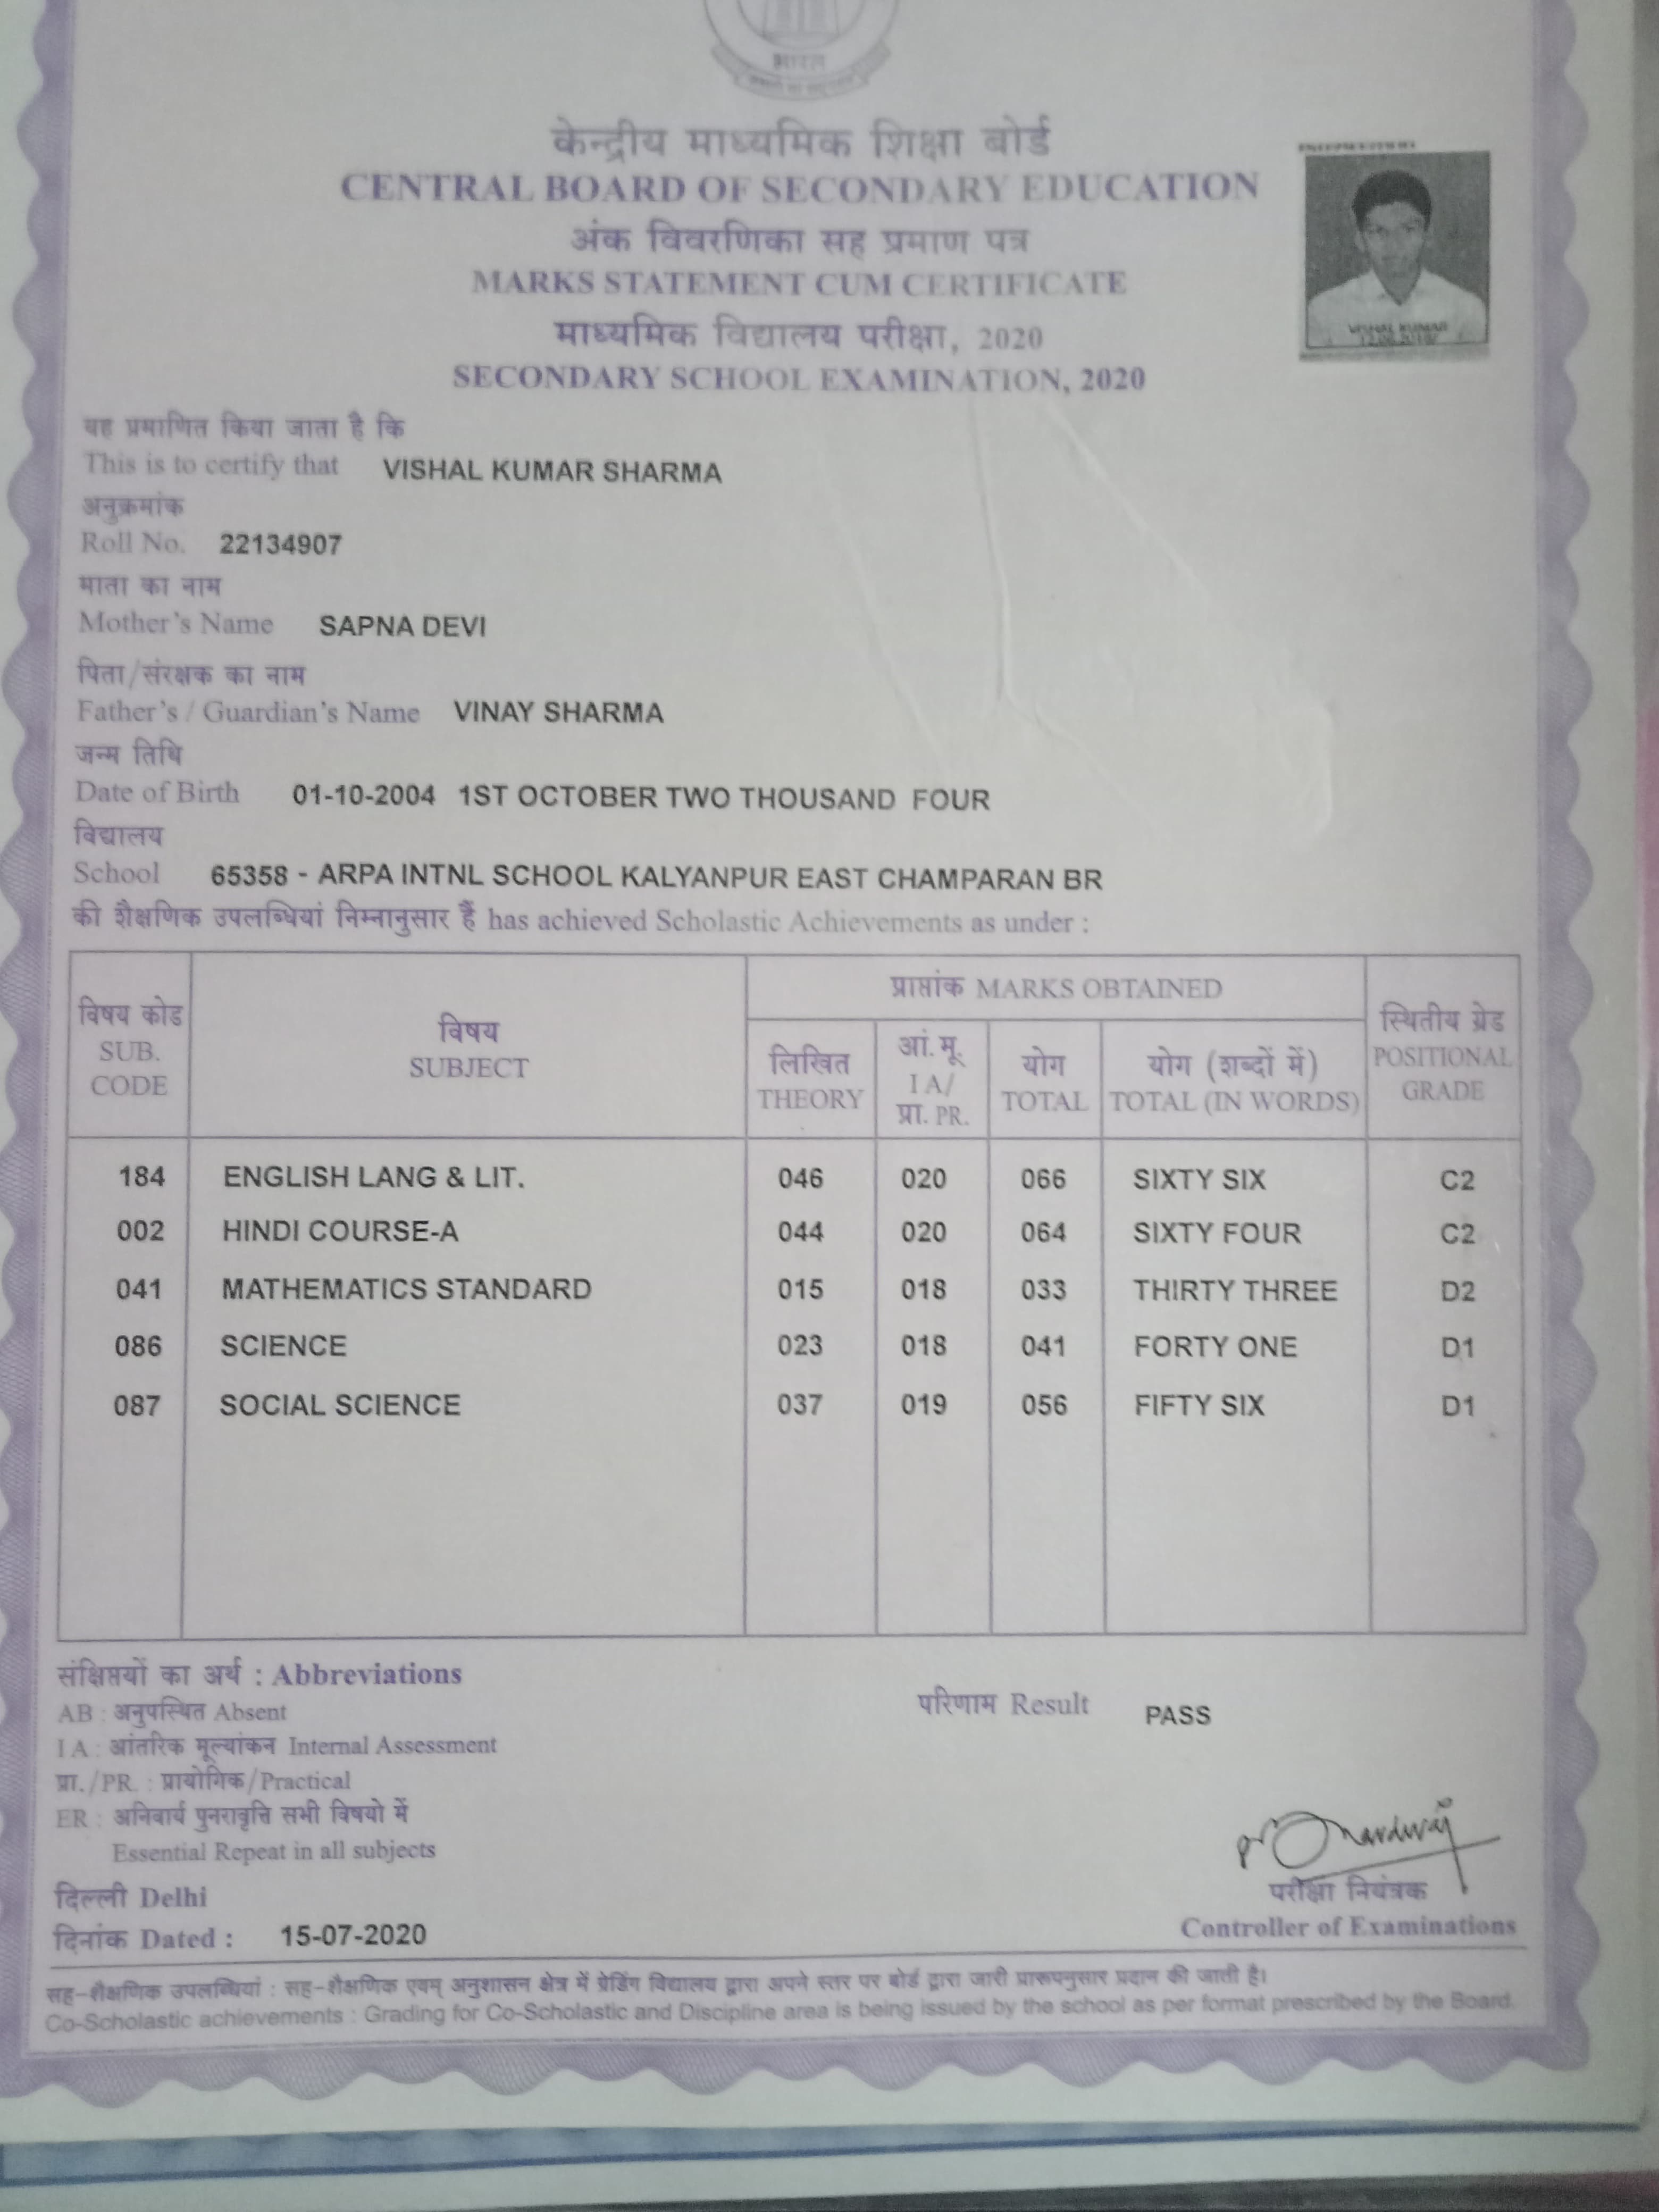 भारत
केन्द्रीय माध्यमिक शिक्षा बोर्ड
CENTRAL BOARD OF SECONDARY EDUCATION
अंक विवरणिका सह प्रमाण पत्र
MARKS STATEMENT CUM CERTIFICATE
माध्यमिक विद्यालय परीक्षा, 2020
SECONDARY SCHOOL EXAMINATION, 2020
VISHAL KUMAR
यह प्रमाणित किया जाता है कि
This is to certify that VISHAL KUMAR SHARMA
अनुक्रमांक
Roll No. 22134907
माता का नाम
Mother's Name SAPNA DEVI
पिता/संरक्षक का नाम
Father's / Guardian's Name VINAY SHARMA
जन्म तिथि
Date of Birth 01-10-2004 1ST OCTOBER TWO THOUSAND FOUR
विद्यालय
School 65358 - ARPA INTNL SCHOOL KALYANPUR EAST CHAMPARAN BR
की शैक्षणिक उपलब्धियां निम्नानुसार हैं has achieved Scholastic Achievements as under :
विषय कोड
SUB.
CODE
विषय
SUBJECT
प्राप्तांक MARKS OBTAINED
लिखित
THEORY
आं.मू.
I A/
प्रा. PR.
योग
TOTAL
योग (शब्दों में)
TOTAL (IN WORDS)
स्थितीय ग्रेड
POSITIONAL
GRADE
184 ENGLISH LANG & LIT. 046 020 066 SIXTY SIX C2
002 HINDI COURSE-A 044 020 064 SIXTY FOUR C2
041 MATHEMATICS STANDARD 015 018 033 THIRTY THREE D2
086 SCIENCE 023 018 041 FORTY ONE D1
087 SOCIAL SCIENCE 037 019 056 FIFTY SIX D1
संक्षिप्तियों का अर्थ : Abbreviations
AB : अनुपस्थित Absent
I A : आंतरिक मूल्यांकन Internal Assessment
प्रा./PR. : प्रायोगिक/Practical
ER : अनिवार्य पुनरावृत्ति सभी विषयो में
Essential Repeat in all subjects
परिणाम Result PASS
दिल्ली Delhi
दिनांक Dated : 15-07-2020
परीक्षा नियंत्रक
Controller of Examinations
सह-शैक्षणिक उपलब्धियां : सह-शैक्षणिक एवम् अनुशासन क्षेत्र में ग्रेडिंग विद्यालय द्वारा अपने स्तर पर बोर्ड द्वारा जारी प्रारूपनुसार प्रदान की जाती है।
Co-Scholastic achievements : Grading for Co-Scholastic and Discipline area is being issued by the school as per format prescribed by the Board.